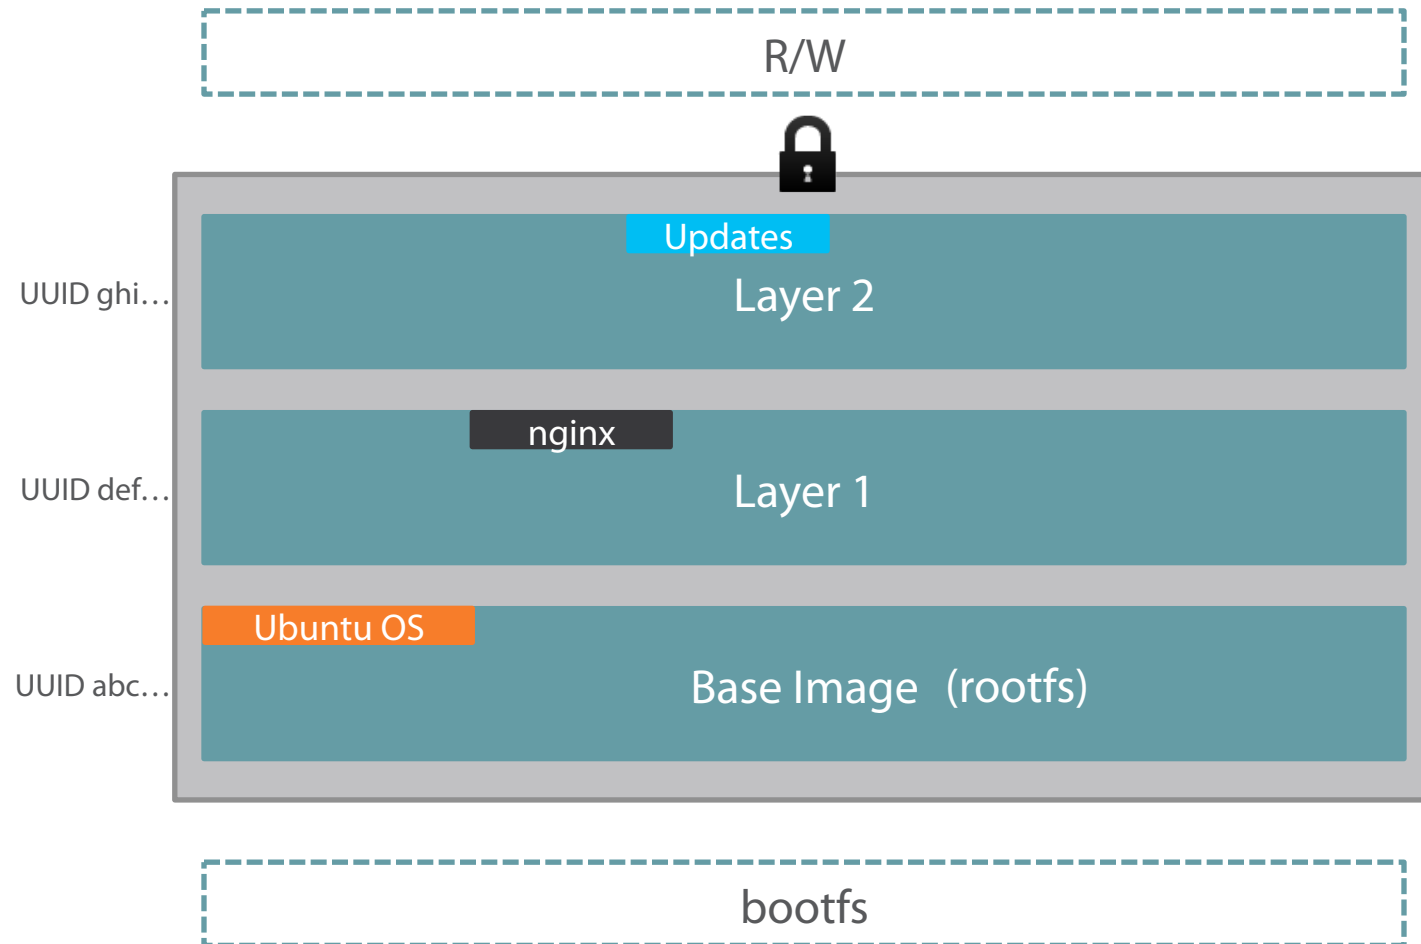 R/W
Updates
UUID ghi…
Layer 2
nginx
UUID def…
Layer 1
Ubuntu OS
UUID abc…
Base Image (rootfs)
bootfs